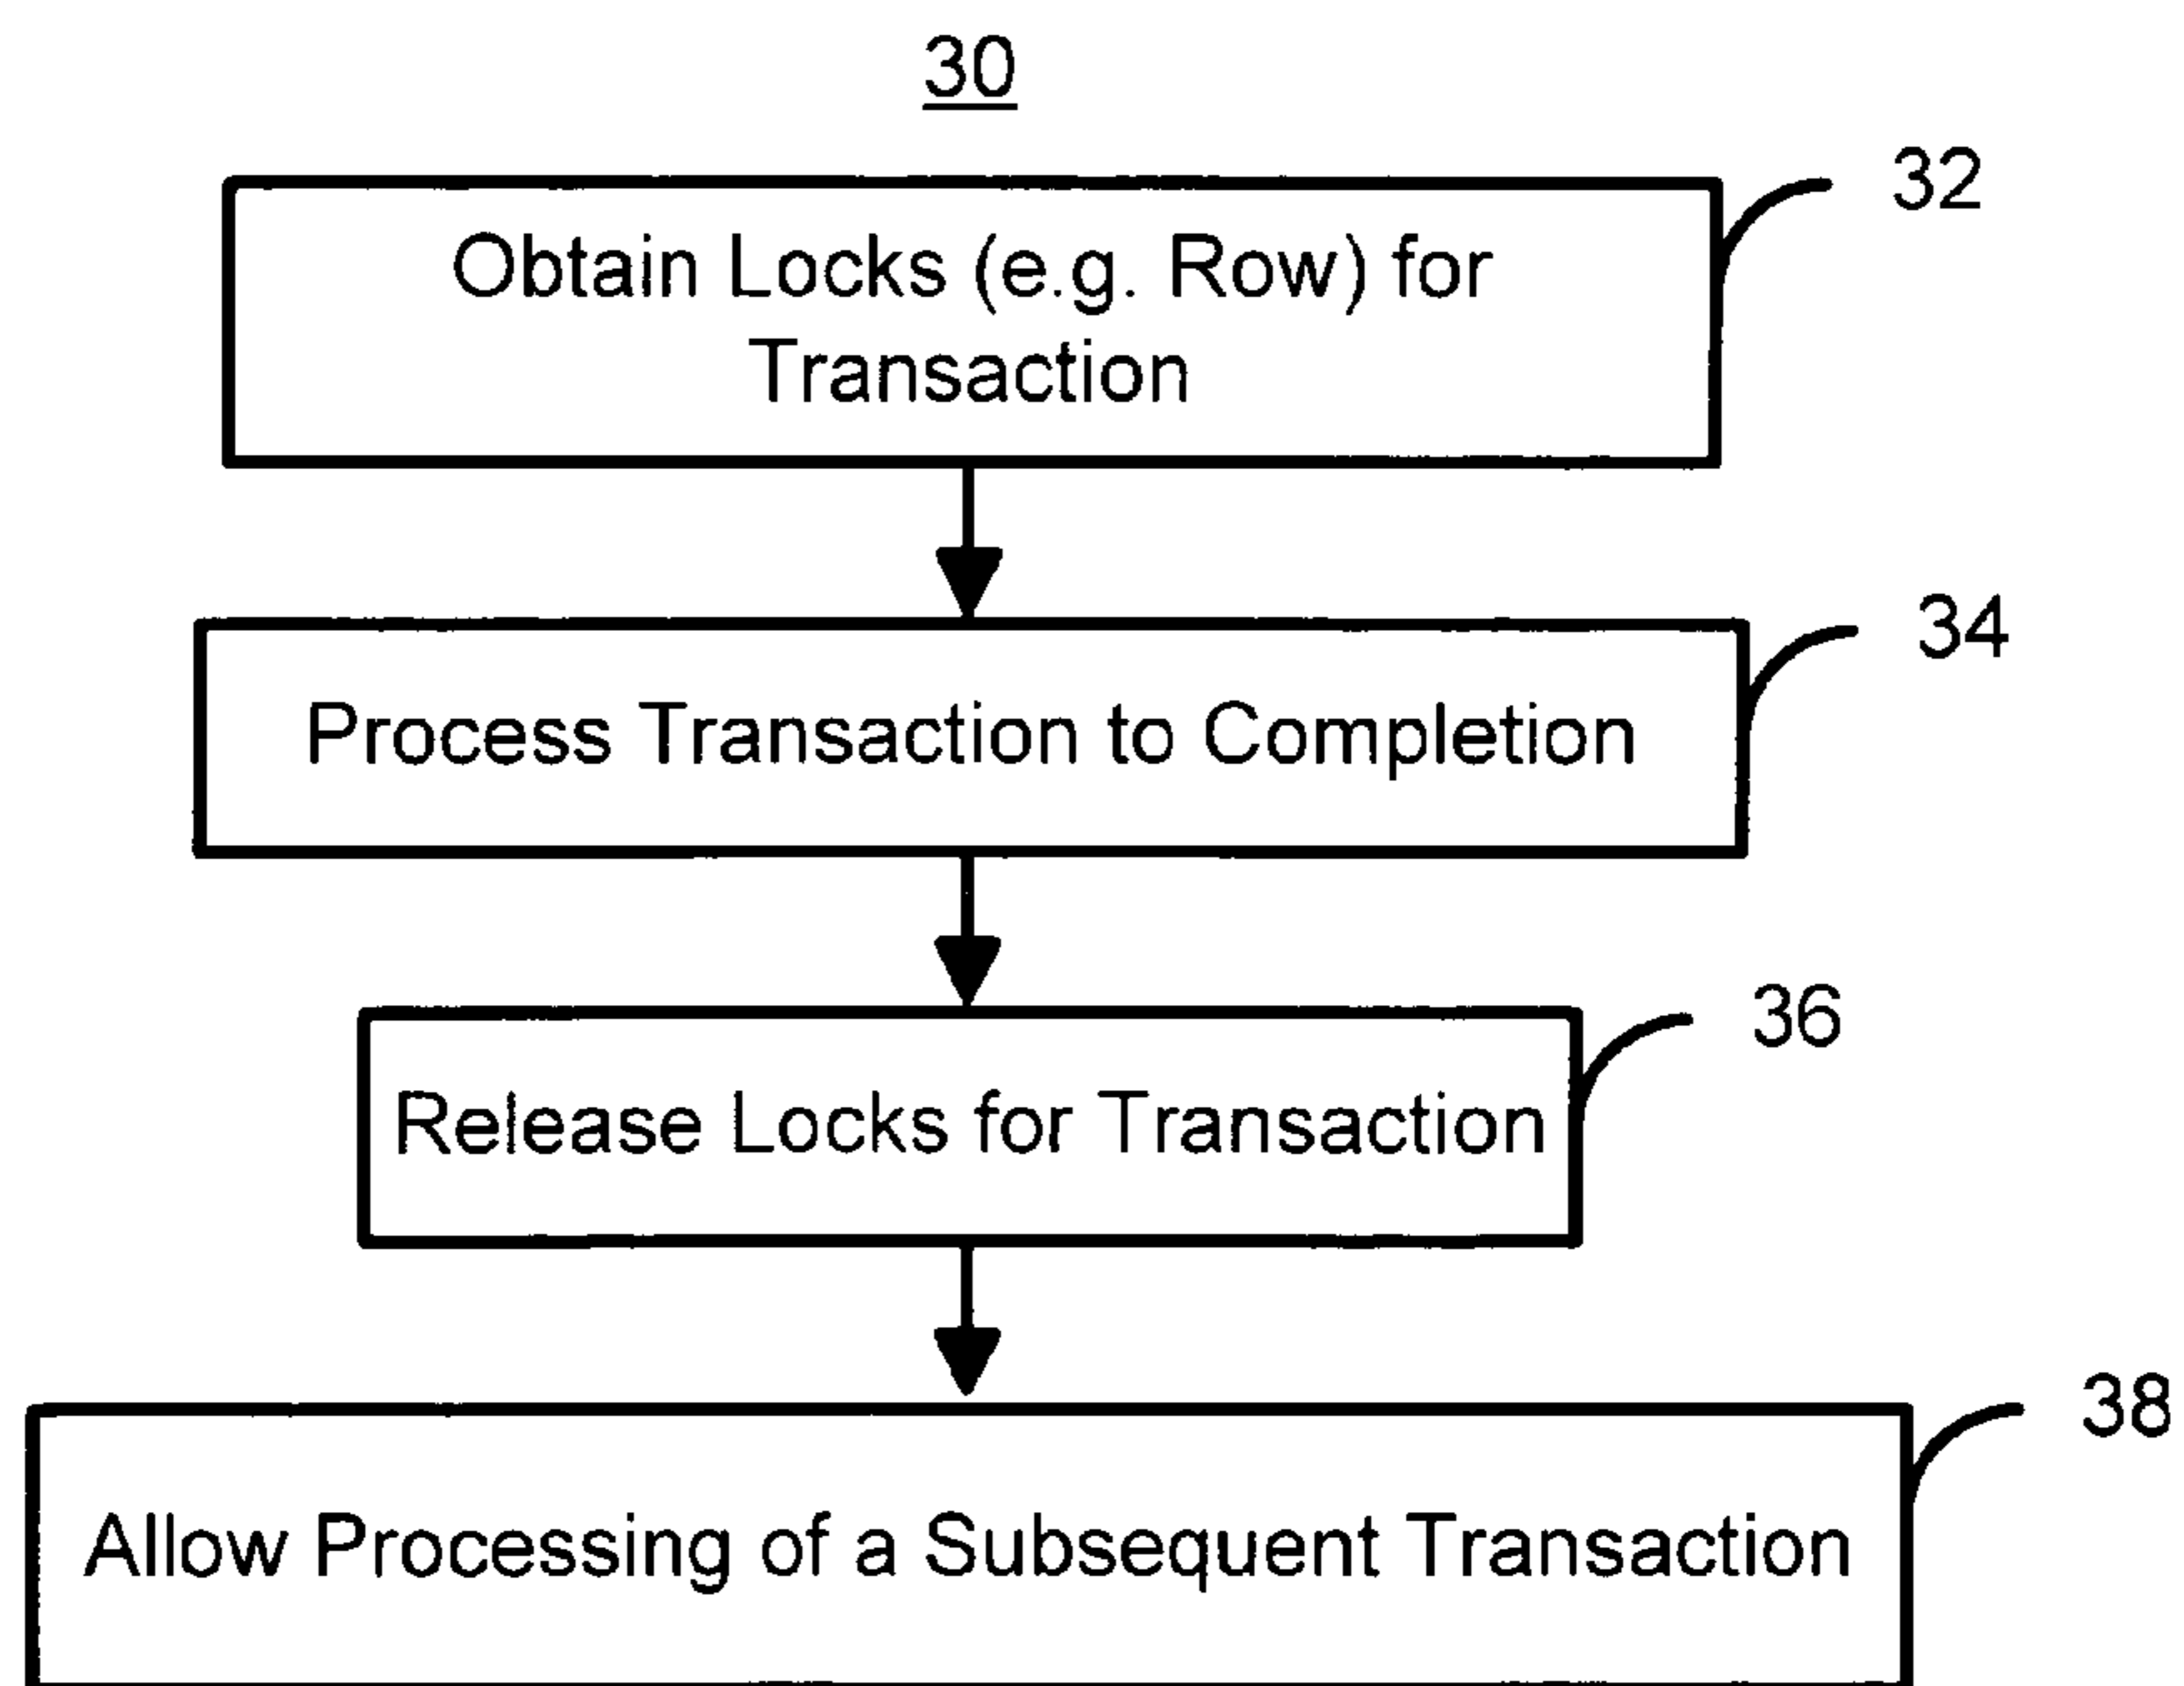 30
32
Obtain Locks (e.g. Row) for
Transaction
34
Process Transaction to Completion
36
Release Locks for Transaction
38
Allow Processing of a Subsequent Transaction